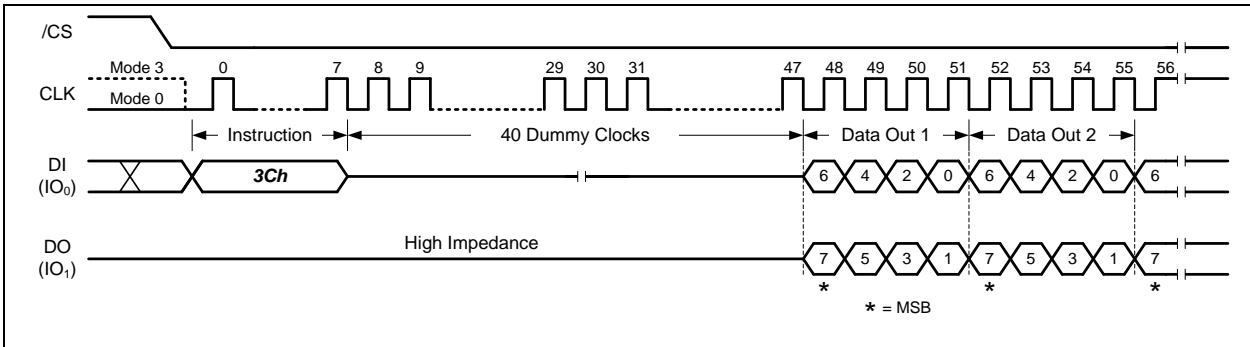 /CS
Mode 3
0 7 8 9 29 30 31 47 48 49 50 51 52 53 54 55 56
CLK
Mode 0
Instruction 40 Dummy Clocks Data Out 1 Data Out 2
DI
(IO₀)
3Ch 6 4 2 0 6 4 2 0 6
High Impedance
DO
(IO₁)
7 5 3 1 7 5 3 1 7
* * *
* = MSB